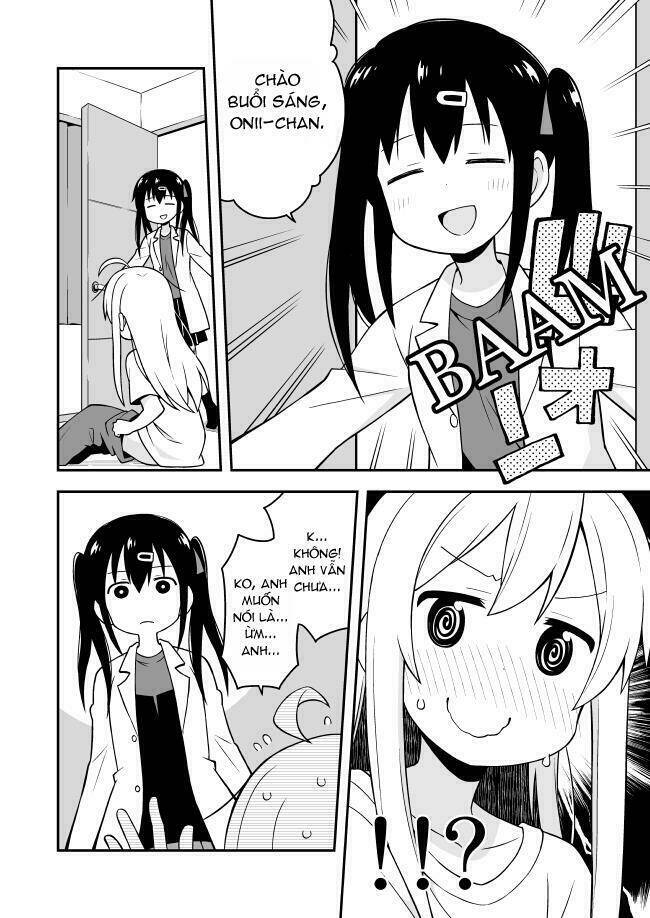 CHÀO
BUỔI SÁNG,
ONII-CHAN.
BAAM
!!?
K...
KHÔNG!
ANH VẪN
CHƯA...
KO, ANH
MUỐN
NÓI LÀ...
ỪM...
ANH...